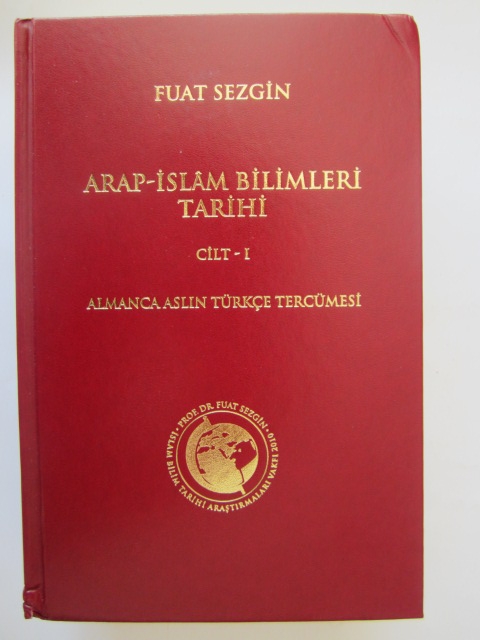 FUAT SEZGİN
ARAP-İSLÂM BİLİMLERİ
TARİHİ
CİLT - I
ALMANCA ASLIN TÜRKÇE TERCÜMESİ
• PROF. DR. FUAT SEZGİN • 2010 •
İSLAM BİLİM TARİHİ ARAŞTIRMALARI VAKFI